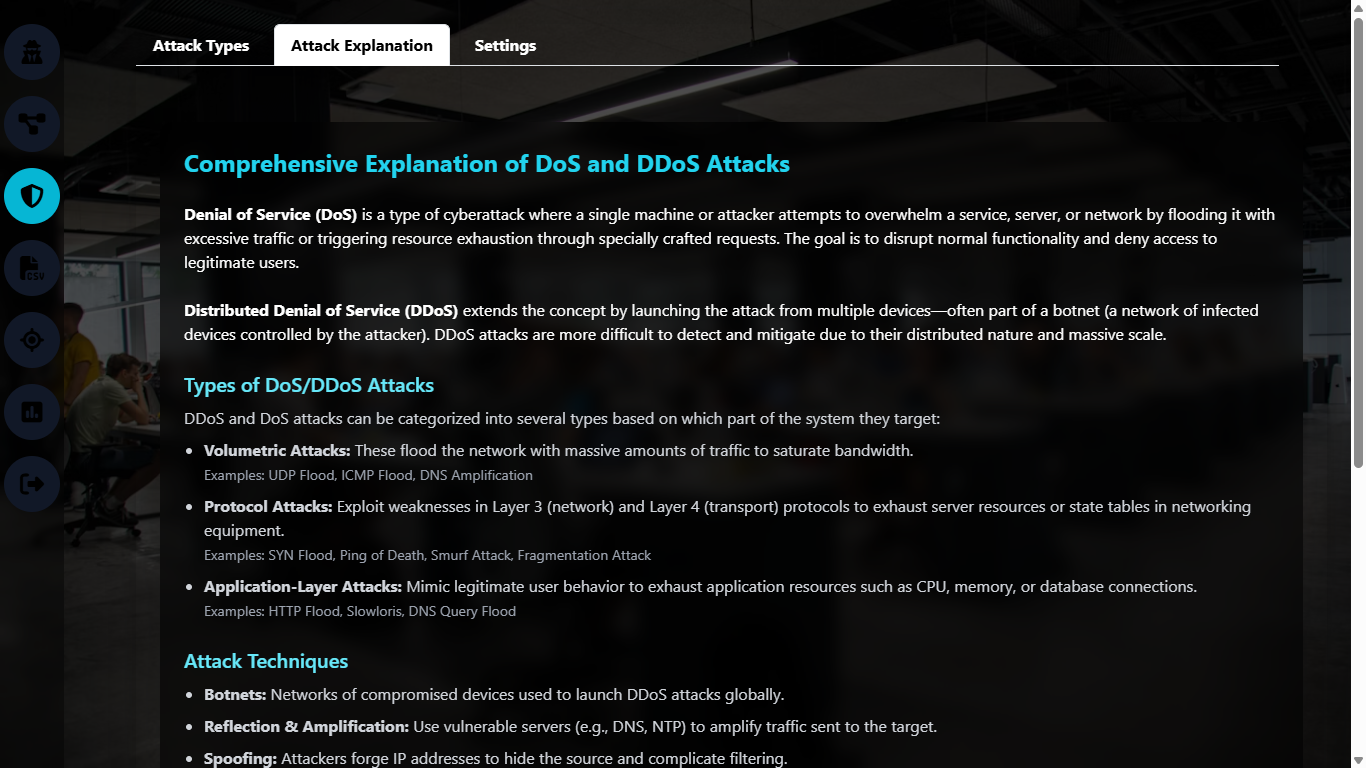 Attack Types
Attack Explanation
Settings
CSV
Comprehensive Explanation of DoS and DDoS Attacks
Denial of Service (DoS) is a type of cyberattack where a single machine or attacker attempts to overwhelm a service, server, or network by flooding it with
excessive traffic or triggering resource exhaustion through specially crafted requests. The goal is to disrupt normal functionality and deny access to
legitimate users.
Distributed Denial of Service (DDoS) extends the concept by launching the attack from multiple devices—often part of a botnet (a network of infected
devices controlled by the attacker). DDoS attacks are more difficult to detect and mitigate due to their distributed nature and massive scale.
Types of DoS/DDoS Attacks
DDoS and DoS attacks can be categorized into several types based on which part of the system they target:
• Volumetric Attacks: These flood the network with massive amounts of traffic to saturate bandwidth.
Examples: UDP Flood, ICMP Flood, DNS Amplification
• Protocol Attacks: Exploit weaknesses in Layer 3 (network) and Layer 4 (transport) protocols to exhaust server resources or state tables in networking
equipment.
Examples: SYN Flood, Ping of Death, Smurf Attack, Fragmentation Attack
• Application-Layer Attacks: Mimic legitimate user behavior to exhaust application resources such as CPU, memory, or database connections.
Examples: HTTP Flood, Slowloris, DNS Query Flood
Attack Techniques
• Botnets: Networks of compromised devices used to launch DDoS attacks globally.
• Reflection & Amplification: Use vulnerable servers (e.g., DNS, NTP) to amplify traffic sent to the target.
• Spoofing: Attackers forge IP addresses to hide the source and complicate filtering.